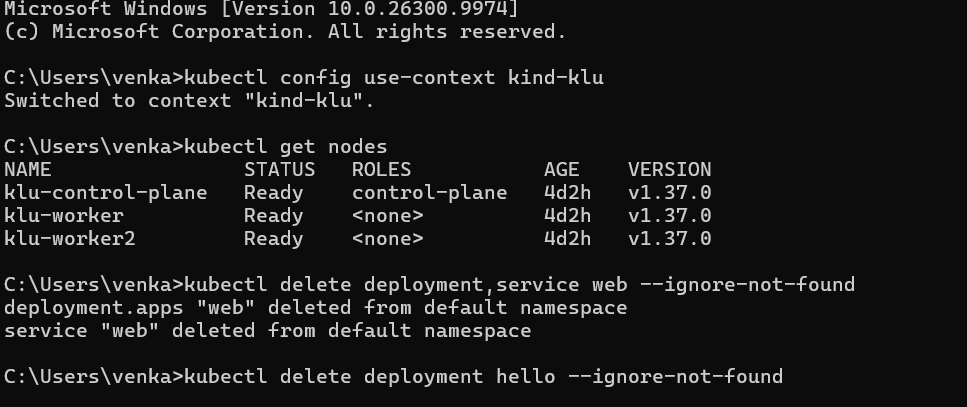 Microsoft Windows [Version 10.0.26300.9974]
(c) Microsoft Corporation. All rights reserved.
C:\Users\venka>kubectl config use-context kind-klu
Switched to context "kind-klu".
C:\Users\venka>kubectl get nodes
NAME                STATUS   ROLES           AGE    VERSION
klu-control-plane   Ready    control-plane   4d2h   v1.37.0
klu-worker          Ready    <none>          4d2h   v1.37.0
klu-worker2         Ready    <none>          4d2h   v1.37.0
C:\Users\venka>kubectl delete deployment,service web --ignore-not-found
deployment.apps "web" deleted from default namespace
service "web" deleted from default namespace
C:\Users\venka>kubectl delete deployment hello --ignore-not-found